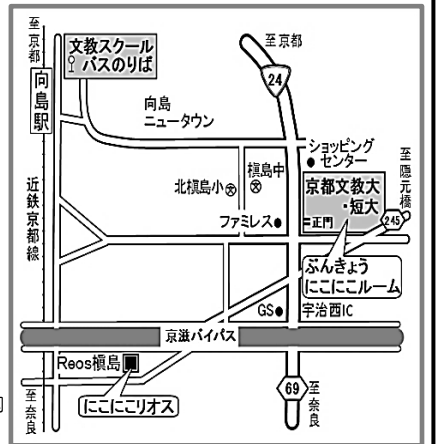 至京都
文教スクール
バスのりば
至京都
24
向島駅
向島
ニュータウン
ショッピング
センター
至隠元橋
槇島中
北槇島小
京都文教大
・短大
ファミレス
正門
245
近鉄京都線
ぶんきょう
にこにこルーム
GS
宇治西IC
京滋バイパス
Reos槇島
にこにこリオス
69
至奈良
至奈良